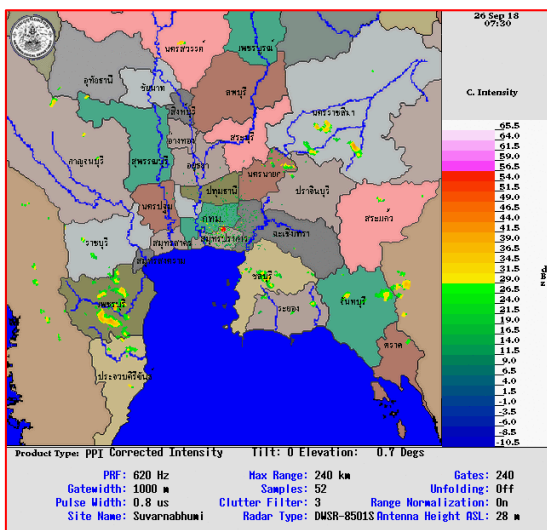 26 Sep 18
07:30
C. Intensity
65.5
64.0
61.5
59.0
56.5
54.0
49.0
46.5
44.0
41.5
39.0
36.5
34.0
31.5
29.0
26.5
24.0
21.5
19.0
16.5
14.0
11.5
9.0
6.5
4.0
1.5
-1.0
-3.5
-6.0
-8.5
-10.5
นครสวรรค์
เพชรบูรณ์
อุทัยธานี
ชัยนาท
ลพบุรี
นครราชสีมา
สิงห์บุรี
อ่างทอง
สระบุรี
กาญจนบุรี
สุพรรณบุรี
อยุธยา
นครนายก
ปทุมธานี
ปราจีนบุรี
นครปฐม
กทม.
สระแก้ว
ราชบุรี
สมุทรสาคร
สมุทรปราการ
ฉะเชิงเทรา
ชลบุรี
เพชรบุรี
ระยอง
จันทบุรี
ตราด
ประจวบคีรีขันธ์
Product Type: PPI Corrected Intensity Tilt: 0 Elevation: 0.7 Degs
PRF: 620 Hz Max Range: 240 km Gates: 240
Gatewidth: 1000 m Samples: 52 Unfolding: Off
Pulse Width: 0.8 us Clutter Filter: 3 Range Normalization: On
Site Name: Suvarnabhumi Radar Type: DWSR-8501S Antenna Height ASL: 28 m